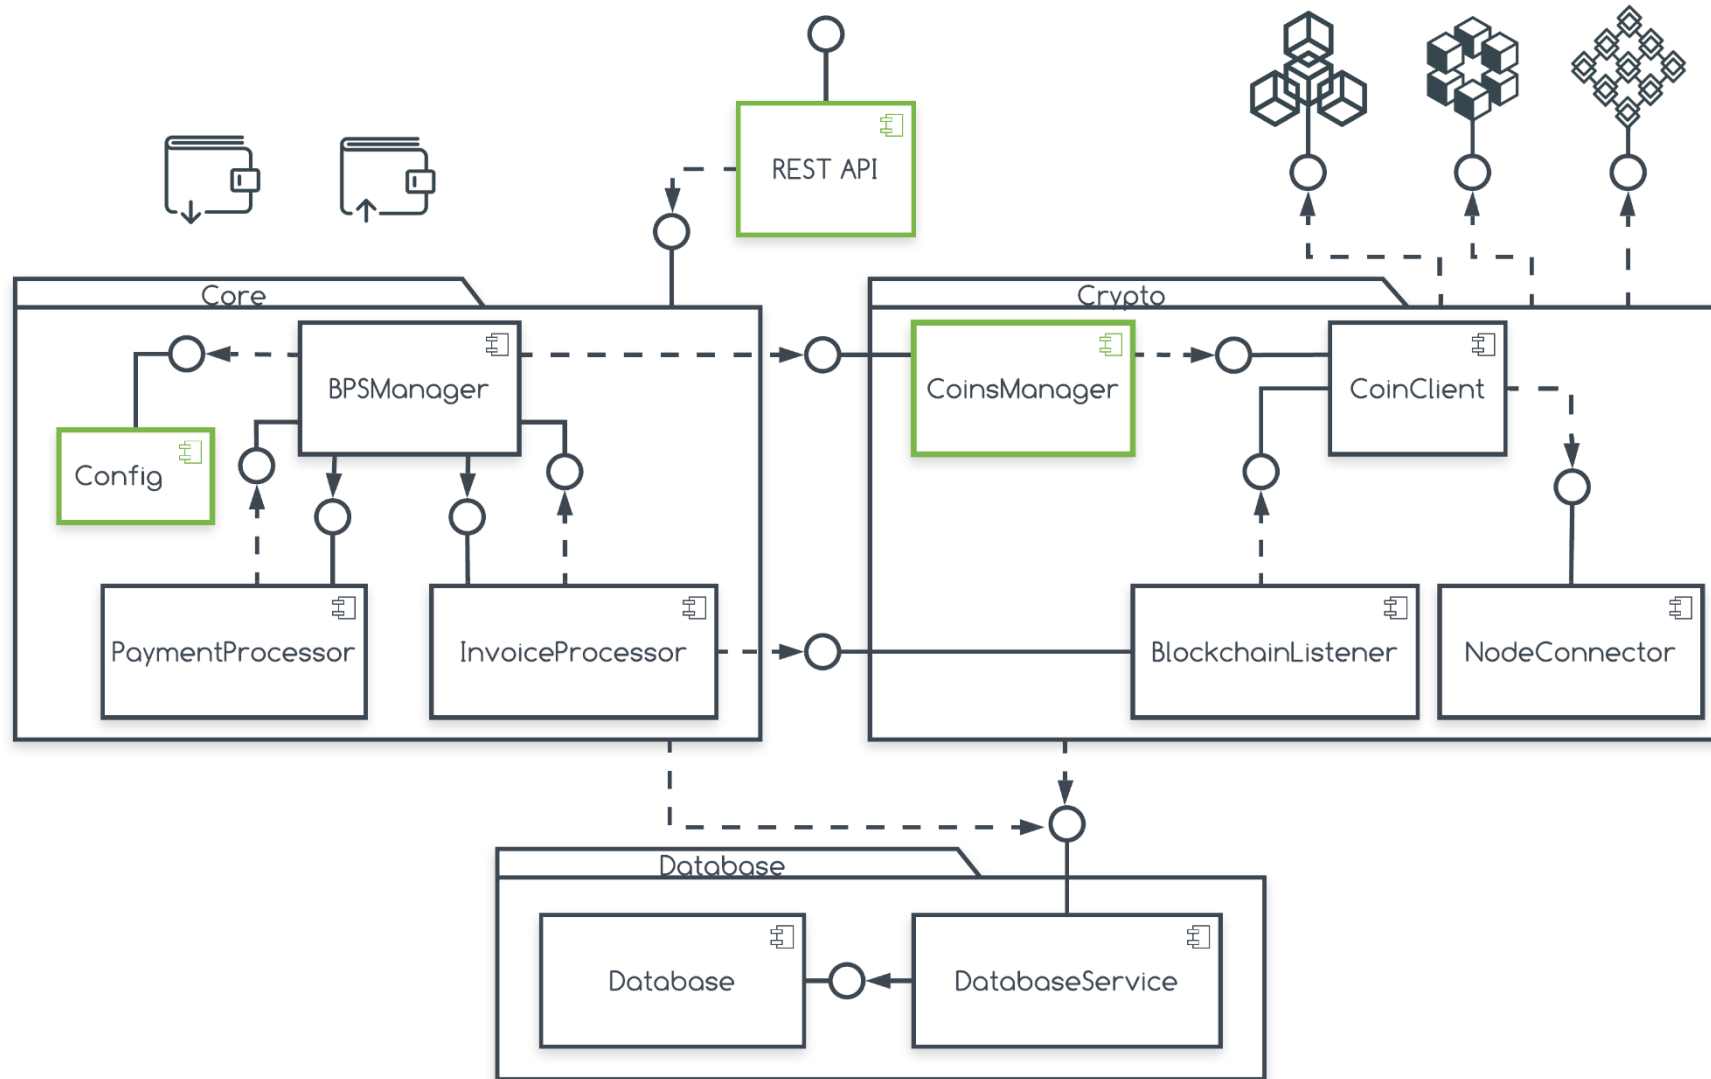 REST API
Core
Crypto
BPSManager
CoinsManager
CoinClient
Config
PaymentProcessor
InvoiceProcessor
BlockchainListener
NodeConnector
Database
Database
DatabaseService